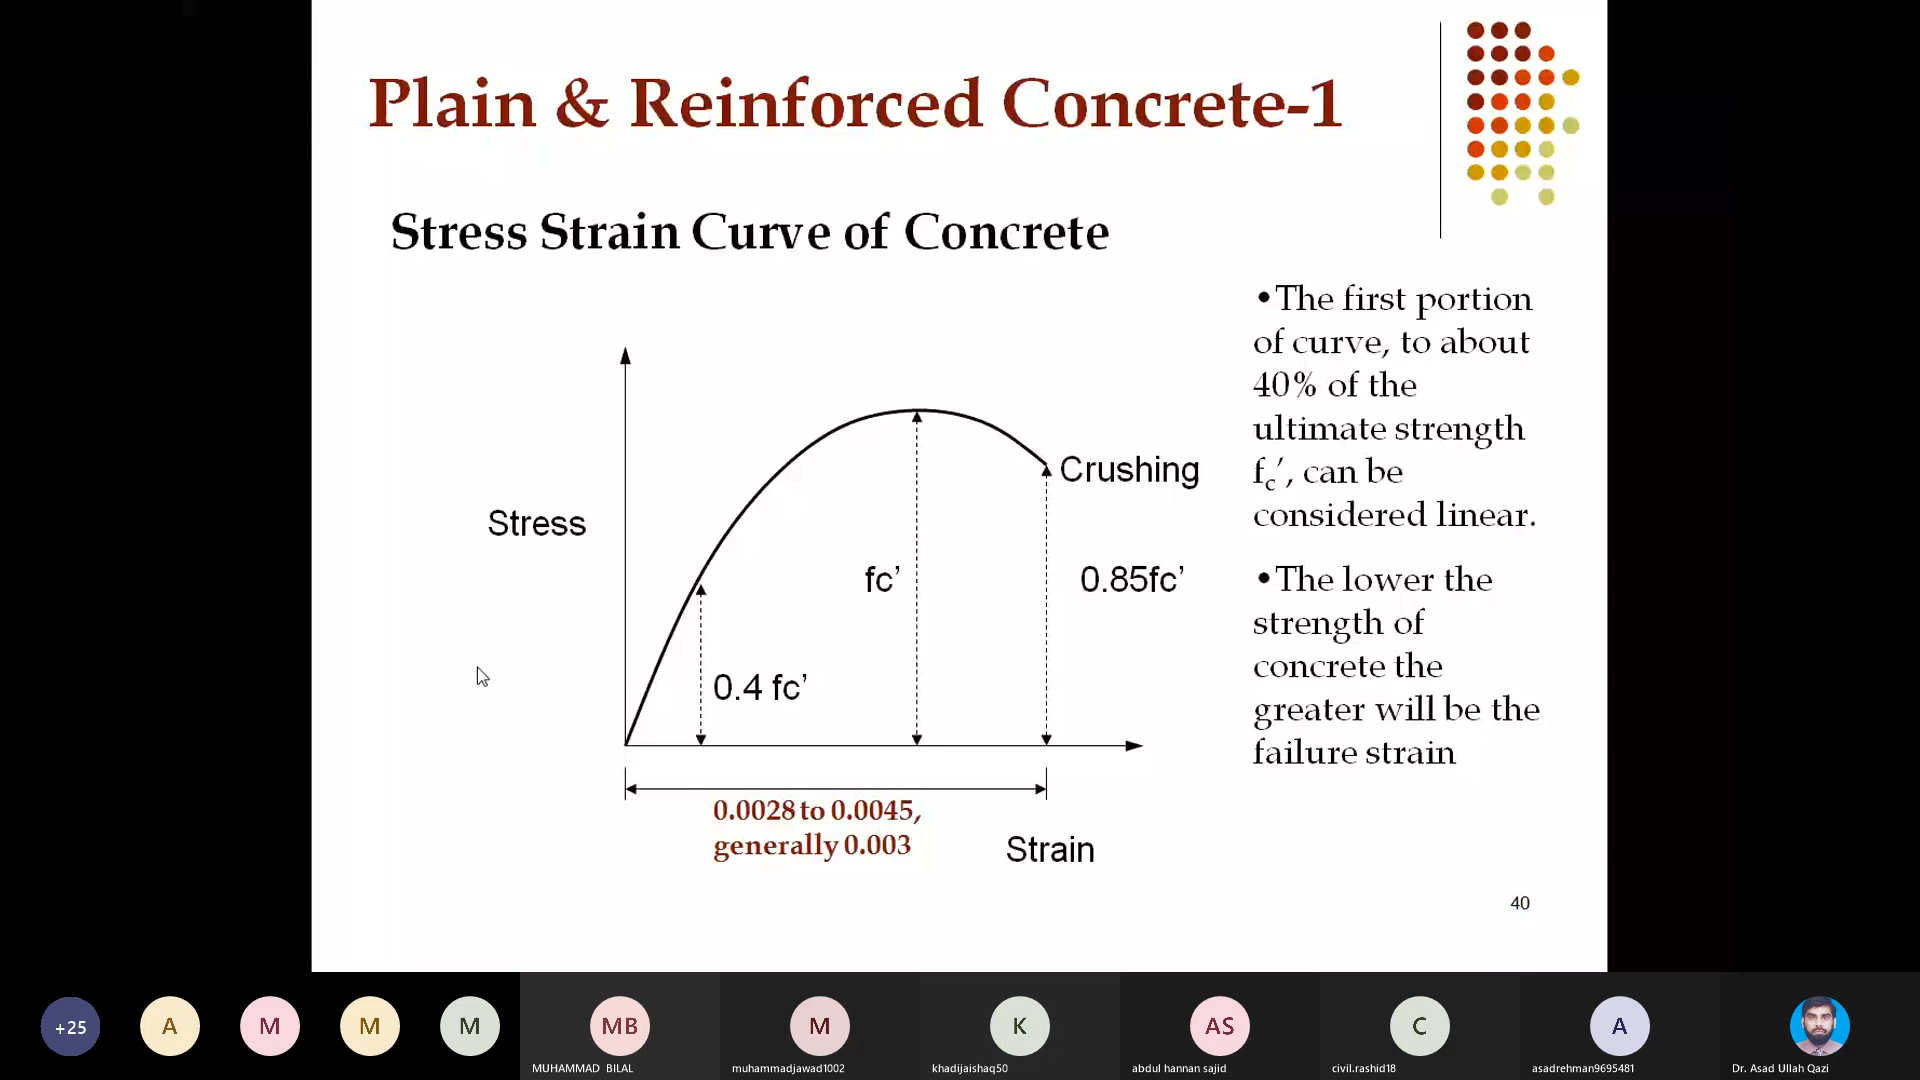 Plain & Reinforced Concrete-1
Stress Strain Curve of Concrete
•The first portion
of curve, to about
40% of the
ultimate strength
fc’, can be
considered linear.
•The lower the
strength of
concrete the
greater will be the
failure strain
Crushing
Stress
fc’
0.85fc’
0.4 fc’
0.0028 to 0.0045,
generally 0.003
Strain
40
+25
A
M
M
M
MB
M
K
AS
C
A
MUHAMMAD BILAL
muhammadjawad1002
khadijaishaq50
abdul hannan sajid
civil.rashid18
asadrehman9695481
Dr. Asad Ullah Qazi